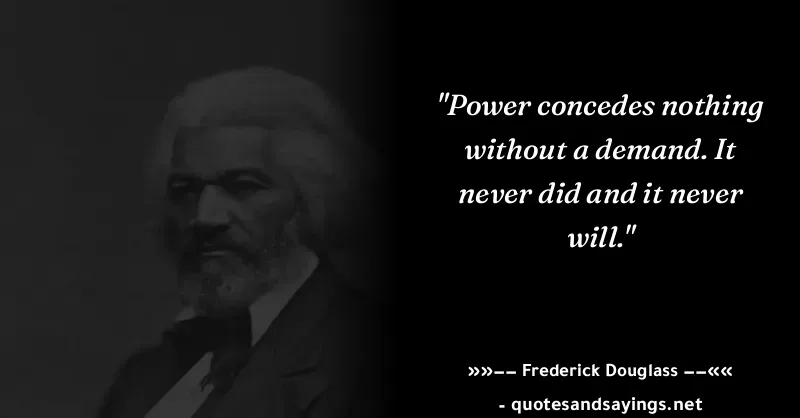 "Power concedes nothing
without a demand. It
never did and it never
will."
»»−− Frederick Douglass −−««
- quotesandsayings.net